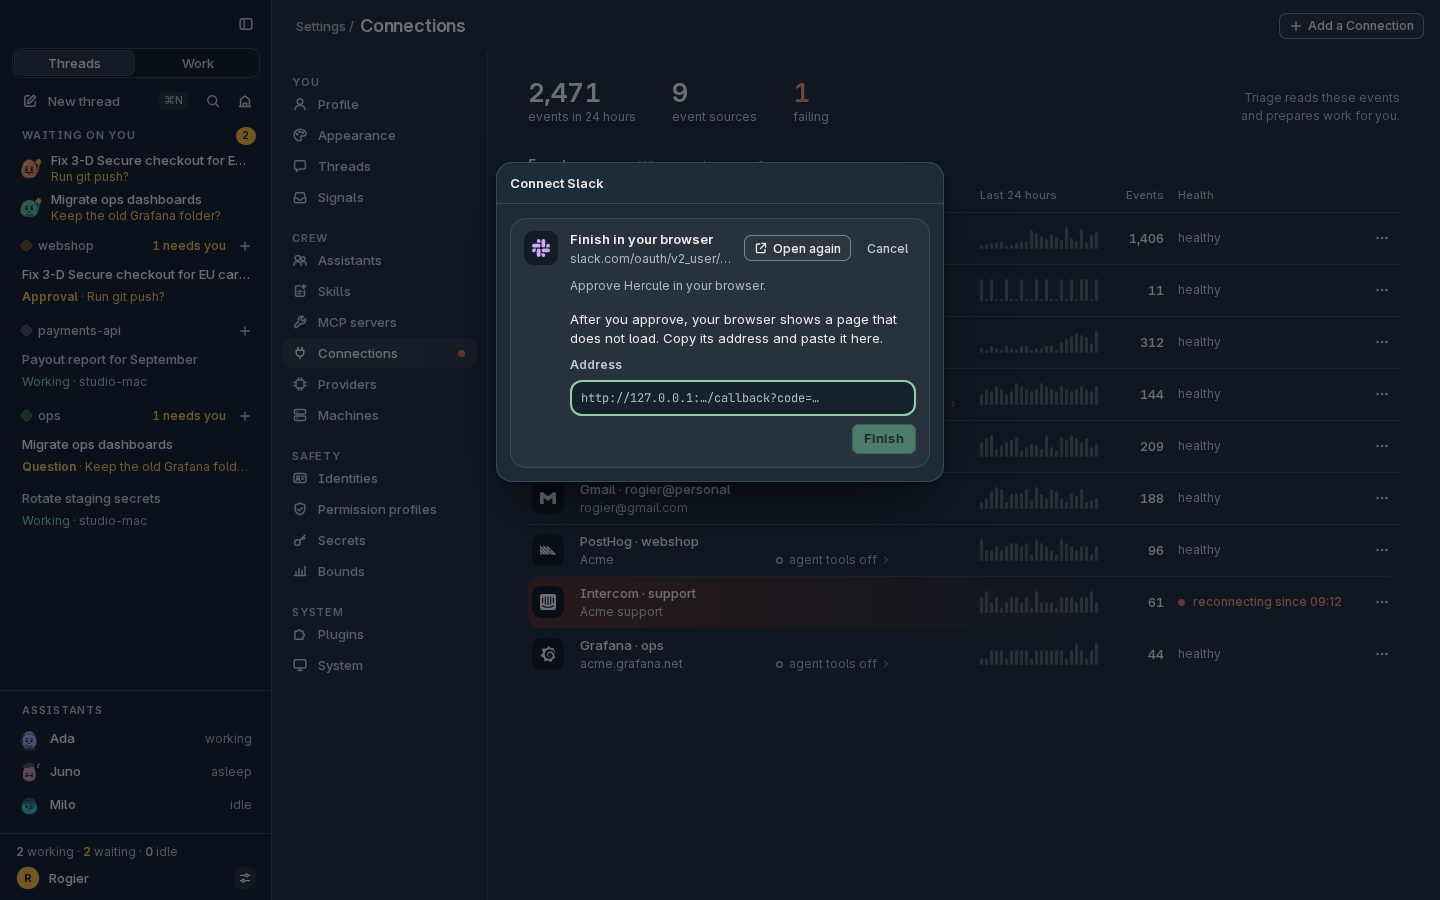 Threads
Work
New thread
⌘N
WAITING ON YOU
2
Fix 3-D Secure checkout for E…
Run git push?
Migrate ops dashboards
Keep the old Grafana folder?
webshop
1 needs you
Fix 3-D Secure checkout for EU car…
Approval · Run git push?
payments-api
Payout report for September
Working · studio-mac
ops
1 needs you
Migrate ops dashboards
Question · Keep the old Grafana fold…
Rotate staging secrets
Working · studio-mac
ASSISTANTS
Ada
working
Juno
asleep
Milo
idle
2 working · 2 waiting · 0 idle
R
Rogier
Settings / Connections
Add a Connection
YOU
Profile
Appearance
Threads
Signals
CREW
Assistants
Skills
MCP servers
Connections
Providers
Machines
SAFETY
Identities
Permission profiles
Secrets
Bounds
SYSTEM
Plugins
System
2,471
events in 24 hours
9
event sources
1
failing
Triage reads these events
and prepares work for you.
Last 24 hours
Events
Health
1,406
healthy
11
healthy
312
healthy
144
healthy
209
healthy
Gmail · rogier@personal
rogier@gmail.com
188
healthy
PostHog · webshop
Acme
agent tools off
96
healthy
Intercom · support
Acme support
61
reconnecting since 09:12
Grafana · ops
acme.grafana.net
agent tools off
44
healthy
Connect Slack
Finish in your browser
slack.com/oauth/v2_user/…
Open again
Cancel
Approve Hercule in your browser.
After you approve, your browser shows a page that
does not load. Copy its address and paste it here.
Address
http://127.0.0.1:…/callback?code=…
Finish